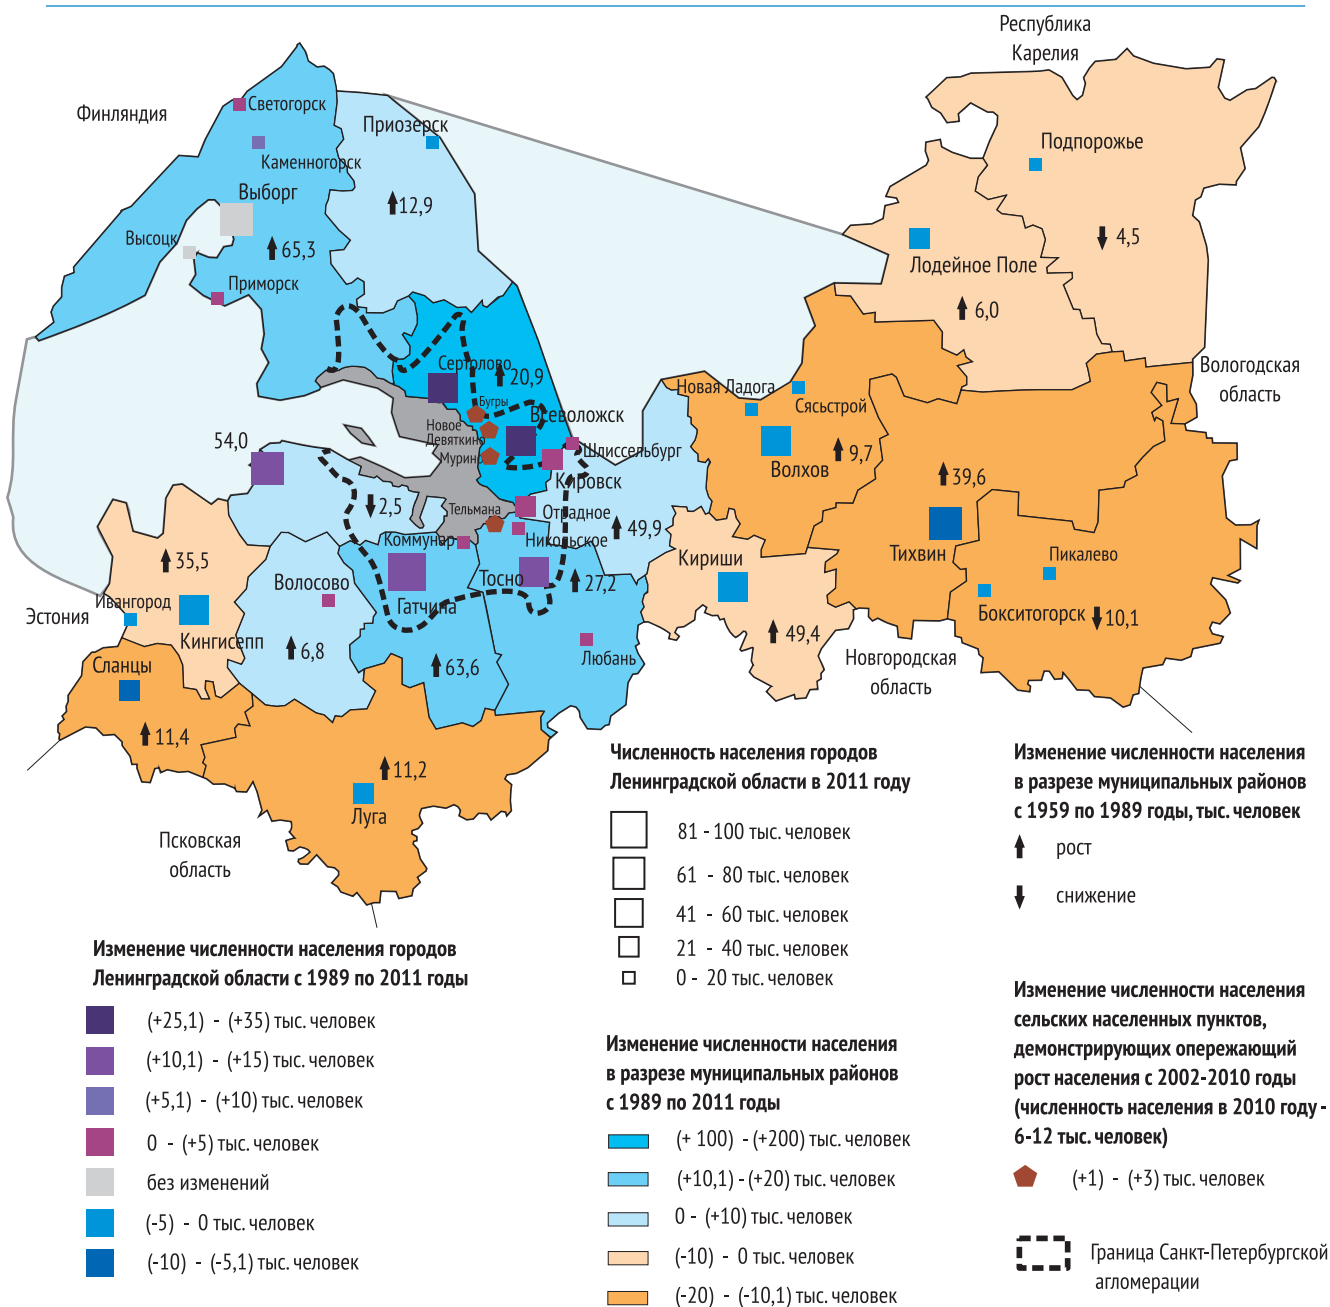 Республика
Карелия
Финляндия
Светогорск
Приозерск
Каменногорск
Подпорожье
Выборг
12,9
Высоцк
65,3
4,5
Лодейное Поле
Приморск
6,0
Сертолово
20,9
Вологодская
область
Новая Ладога
Сясьстрой
Бугры
Всеволожск
Новое
Девяткино
Мурино
Шлиссельбург
54,0
Волхов
9,7
Кировск
39,6
2,5
Тельмана
Отрадное
49,9
Коммунар
Никольское
Тихвин
Пикалево
35,5
Кириши
Волосово
Тосно
27,2
Ивангород
Гатчина
Бокситогорск
10,1
Эстония
Кингисепп
6,8
49,4
Сланцы
63,6
Любань
Новгородская
область
11,4
11,2
Луга
Псковская
область
Численность населения городов
Ленинградской области в 2011 году
81 - 100 тыс. человек
61 - 80 тыс. человек
41 - 60 тыс. человек
21 - 40 тыс. человек
0 - 20 тыс. человек
Изменение численности населения
в разрезе муниципальных районов
с 1959 по 1989 годы, тыс. человек
рост
снижение
Изменение численности населения городов
Ленинградской области с 1989 по 2011 годы
(+25,1) - (+35) тыс. человек
(+10,1) - (+15) тыс. человек
(+5,1) - (+10) тыс. человек
0 - (+5) тыс. человек
без изменений
(-5) - 0 тыс. человек
(-10) - (-5,1) тыс. человек
Изменение численности населения
в разрезе муниципальных районов
с 1989 по 2011 годы
(+ 100) - (+200) тыс. человек
(+10,1) - (+20) тыс. человек
0 - (+10) тыс. человек
(-10) - 0 тыс. человек
(-20) - (-10,1) тыс. человек
Изменение численности населения
сельских населенных пунктов,
демонстрирующих опережающий
рост населения с 2002-2010 годы
(численность населения в 2010 году -
6-12 тыс. человек)
(+1) - (+3) тыс. человек
Граница Санкт-Петербургской
агломерации